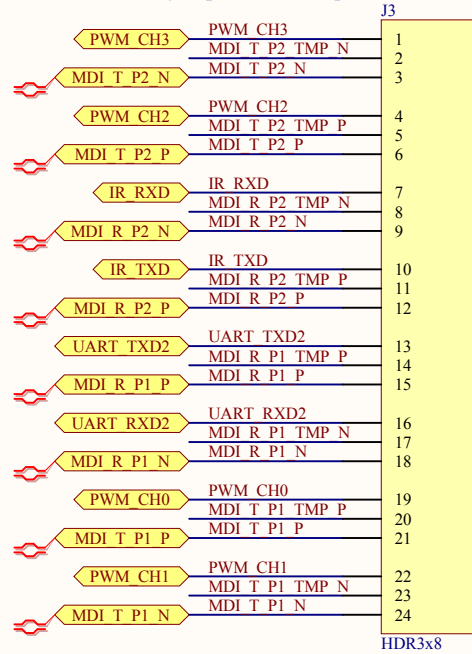 J3
PWM_CH3 PWM_CH3 1
MDI_T_P2_TMP_N 2
MDI_T_P2_N MDI_T_P2_N 3
PWM_CH2 PWM_CH2 4
MDI_T_P2_TMP_P 5
MDI_T_P2_P MDI_T_P2_P 6
IR_RXD IR_RXD 7
MDI_R_P2_TMP_N 8
MDI_R_P2_N MDI_R_P2_N 9
IR_TXD IR_TXD 10
MDI_R_P2_TMP_P 11
MDI_R_P2_P MDI_R_P2_P 12
UART_TXD2 UART_TXD2 13
MDI_R_P1_TMP_P 14
MDI_R_P1_P MDI_R_P1_P 15
UART_RXD2 UART_RXD2 16
MDI_R_P1_TMP_N 17
MDI_R_P1_N MDI_R_P1_N 18
PWM_CH0 PWM_CH0 19
MDI_T_P1_TMP_P 20
MDI_T_P1_P MDI_T_P1_P 21
PWM_CH1 PWM_CH1 22
MDI_T_P1_TMP_N 23
MDI_T_P1_N MDI_T_P1_N 24
HDR3x8